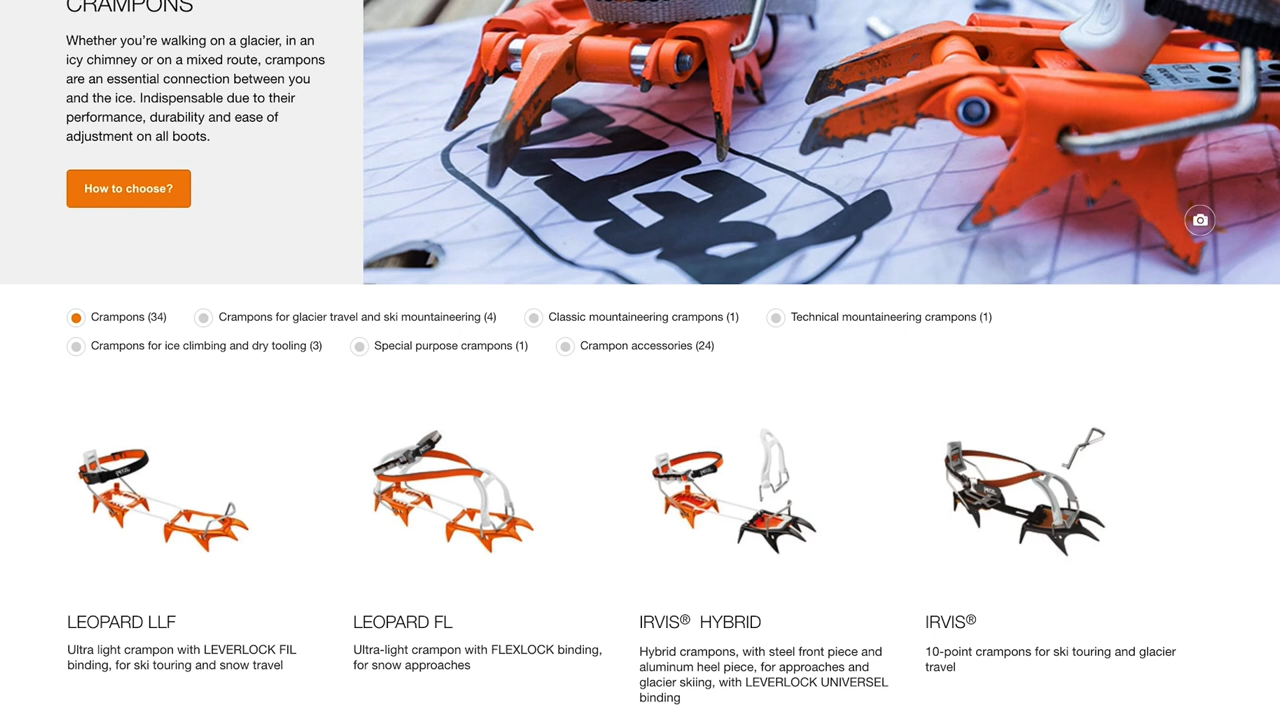 CRAMPONS
Whether you’re walking on a glacier, in an
icy chimney or on a mixed route, crampons
are an essential connection between you
and the ice. Indispensable due to their
performance, durability and ease of
adjustment on all boots.
How to choose?
PETZL
Crampons (34)
Crampons for glacier travel and ski mountaineering (4)
Classic mountaineering crampons (1)
Technical mountaineering crampons (1)
Crampons for ice climbing and dry tooling (3)
Special purpose crampons (1)
Crampon accessories (24)
LEOPARD LLF
Ultra light crampon with LEVERLOCK FIL
binding, for ski touring and snow travel
LEOPARD FL
Ultra-light crampon with FLEXLOCK binding,
for snow approaches
IRVIS® HYBRID
Hybrid crampons, with steel front piece and
aluminum heel piece, for approaches and
glacier skiing, with LEVERLOCK UNIVERSEL
binding
IRVIS®
10-point crampons for ski touring and glacier
travel